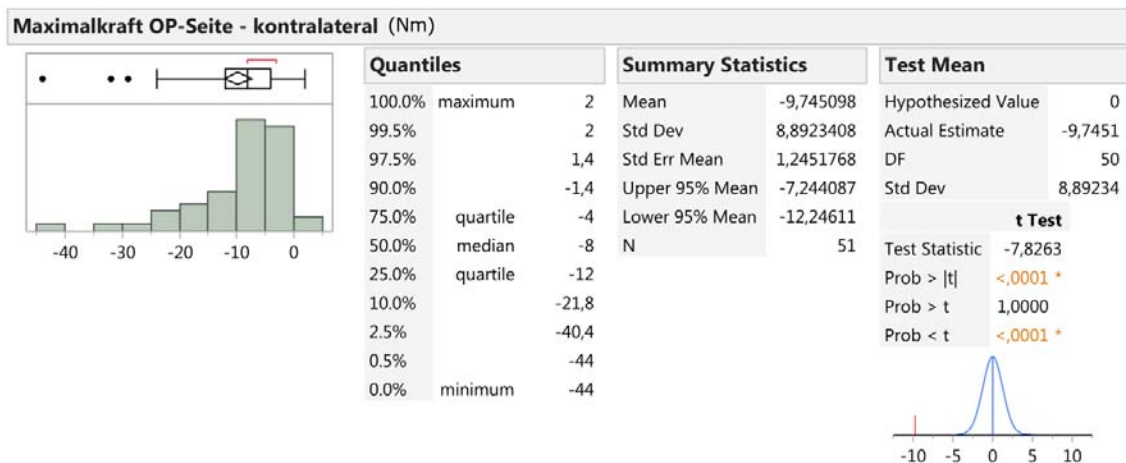 Maximalkraft OP-Seite - kontralateral (Nm)
-40 -30 -20 -10 0
Quantiles
100.0% maximum 2
99.5% 2
97.5% 1,4
90.0% -1,4
75.0% quartile -4
50.0% median -8
25.0% quartile -12
10.0% -21,8
2.5% -40,4
0.5% -44
0.0% minimum -44
Summary Statistics
Mean -9,745098
Std Dev 8,8923408
Std Err Mean 1,2451768
Upper 95% Mean -7,244087
Lower 95% Mean -12,24611
N 51
Test Mean
Hypothesized Value 0
Actual Estimate -9,7451
DF 50
Std Dev 8,89234
t Test
Test Statistic -7,8263
Prob > |t| <,0001 *
Prob > t 1,0000
Prob < t <,0001 *
-10 -5 0 5 10